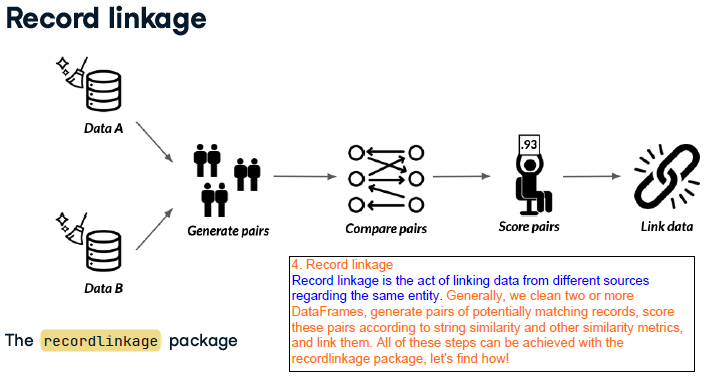 Record linkage
Data A
.93
Generate pairs
Compare pairs
Score pairs
Link data
Data B
4. Record linkage
Record linkage is the act of linking data from different sources
regarding the same entity. Generally, we clean two or more
DataFrames, generate pairs of potentially matching records, score
these pairs according to string similarity and other similarity metrics,
and link them. All of these steps can be achieved with the
recordlinkage package, let's find how!
The recordlinkage package